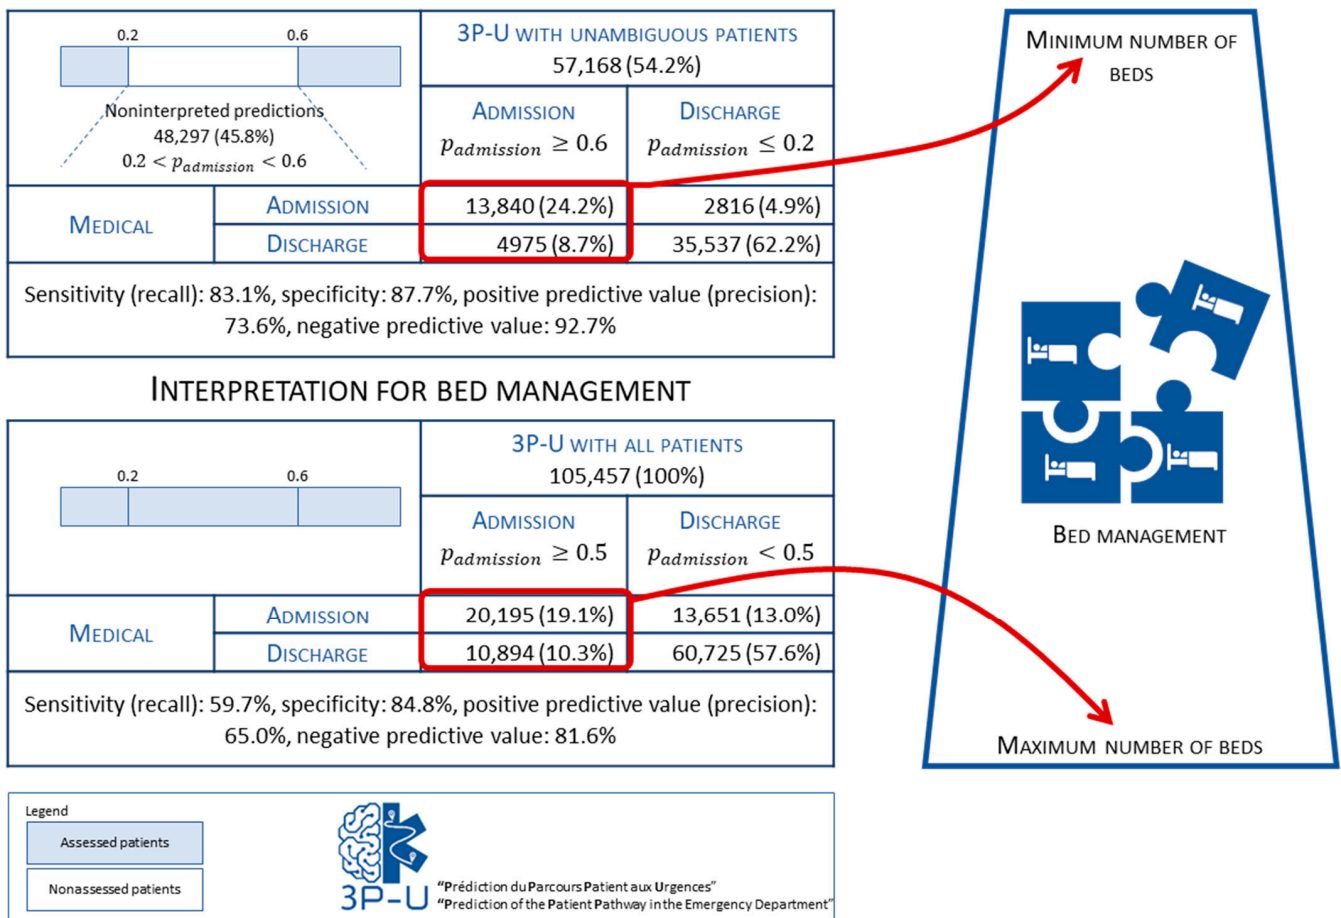 0.2 0.6
Noninterpreted predictions
48,297 (45.8%)
0.2 < p_admission < 0.6
3P-U WITH UNAMBIGUOUS PATIENTS
57,168 (54.2%)
ADMISSION
p_admission ≥ 0.6
DISCHARGE
p_admission ≤ 0.2
MEDICAL
ADMISSION 13,840 (24.2%) 2816 (4.9%)
DISCHARGE 4975 (8.7%) 35,537 (62.2%)
Sensitivity (recall): 83.1%, specificity: 87.7%, positive predictive value (precision):
73.6%, negative predictive value: 92.7%
INTERPRETATION FOR BED MANAGEMENT
0.2 0.6
3P-U WITH ALL PATIENTS
105,457 (100%)
ADMISSION
p_admission ≥ 0.5
DISCHARGE
p_admission < 0.5
MEDICAL
ADMISSION 20,195 (19.1%) 13,651 (13.0%)
DISCHARGE 10,894 (10.3%) 60,725 (57.6%)
Sensitivity (recall): 59.7%, specificity: 84.8%, positive predictive value (precision):
65.0%, negative predictive value: 81.6%
MINIMUM NUMBER OF
BEDS
BED MANAGEMENT
MAXIMUM NUMBER OF BEDS
Legend
Assessed patients
Nonassessed patients
3P-U
"Prédiction du Parcours Patient aux Urgences"
"Prediction of the Patient Pathway in the Emergency Department"